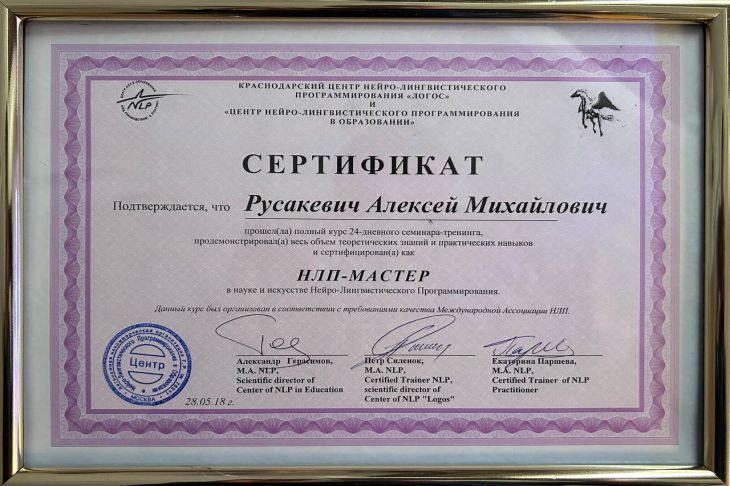 NLP
КРАСНОДАРСКИЙ ЦЕНТР НЕЙРО-ЛИНГВИСТИЧЕСКОГО
ПРОГРАММИРОВАНИЯ «ЛОГОС»
И
«ЦЕНТР НЕЙРО-ЛИНГВИСТИЧЕСКОГО ПРОГРАММИРОВАНИЯ
В ОБРАЗОВАНИИ»
СЕРТИФИКАТ
Подтверждается, что Русакевич Алексей Михайлович
прошел(ла) полный курс 24-дневного семинара-тренинга,
продемонстрировал(а) весь объем теоретических знаний и практических навыков
и сертифицирован(а) как
НЛП-МАСТЕР
в науке и искусстве Нейро-Лингвистического Программирования.
Данный курс был организован в соответствии с требованиями качества Международной Ассоциации НЛП.
Центр
МОСКВА
28.05.18 г.
Александр Герасимов,
M.A. NLP,
Scientific director of
Center of NLP in Education
Петр Силенок,
M.A. NLP,
Certified Trainer NLP,
scientific director of
Center of NLP "Logos"
Екатерина Паршева,
M.A. NLP,
Certified Trainer of NLP
Practitioner